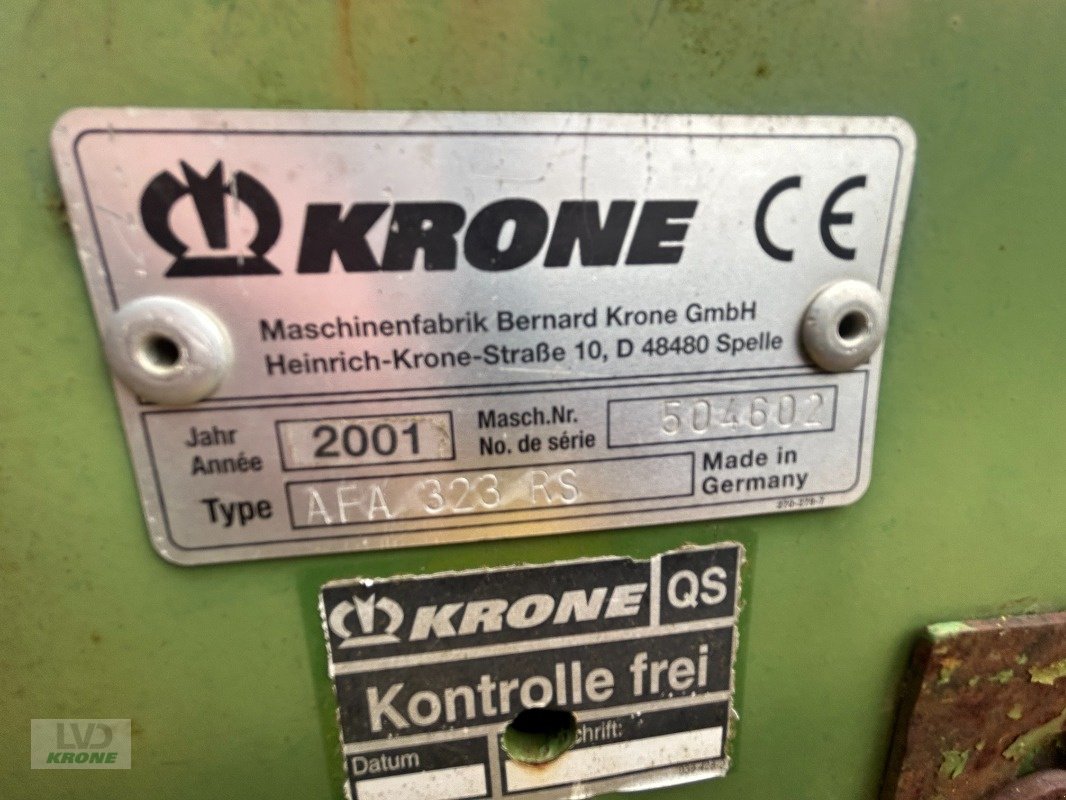 KRONE
CE
Maschinenfabrik Bernard Krone GmbH
Heinrich-Krone-Straße 10, D 48480 Spelle
Jahr
Année
2001
Masch.Nr.
No. de série
504602
Type
AFA 323 RS
Made in
Germany
KRONE QS
Kontrolle frei
Datum
LVD
KRONE